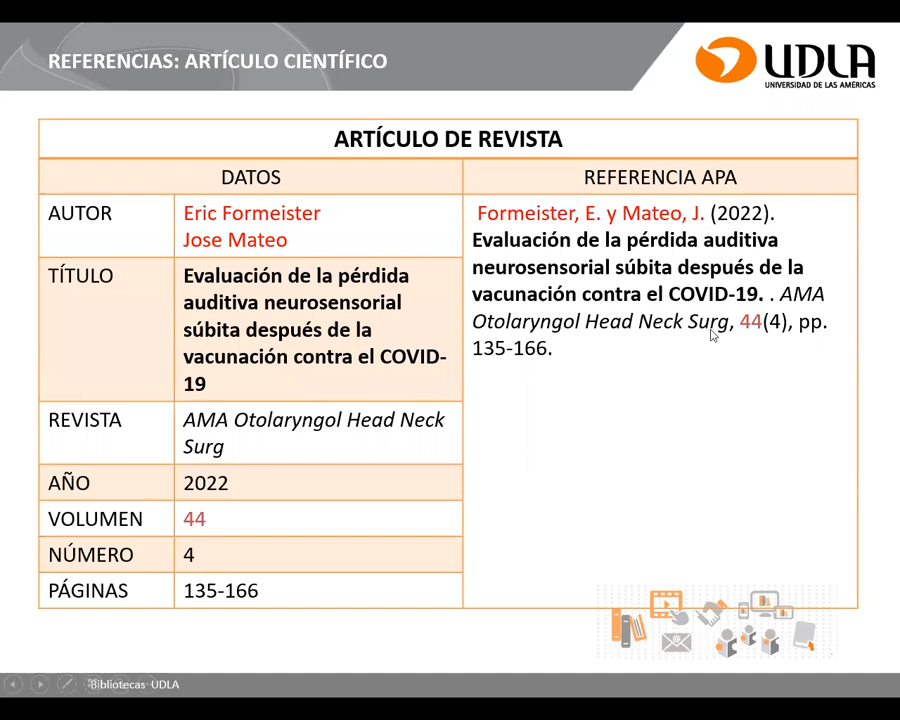 REFERENCIAS: ARTÍCULO CIENTÍFICO
UDLA
UNIVERSIDAD DE LAS AMÉRICAS
ARTÍCULO DE REVISTA
DATOS
REFERENCIA APA
AUTOR
Eric Formeister
Jose Mateo
Formeister, E. y Mateo, J. (2022).
Evaluación de la pérdida auditiva
neurosensorial súbita después de la
vacunación contra el COVID-19. . AMA
Otolaryngol Head Neck Surg, 44(4), pp.
135-166.
TÍTULO
Evaluación de la pérdida
auditiva neurosensorial
súbita después de la
vacunación contra el COVID-
19
REVISTA
AMA Otolaryngol Head Neck
Surg
AÑO
2022
VOLUMEN
44
NÚMERO
4
PÁGINAS
135-166
Bibliotecas UDLA